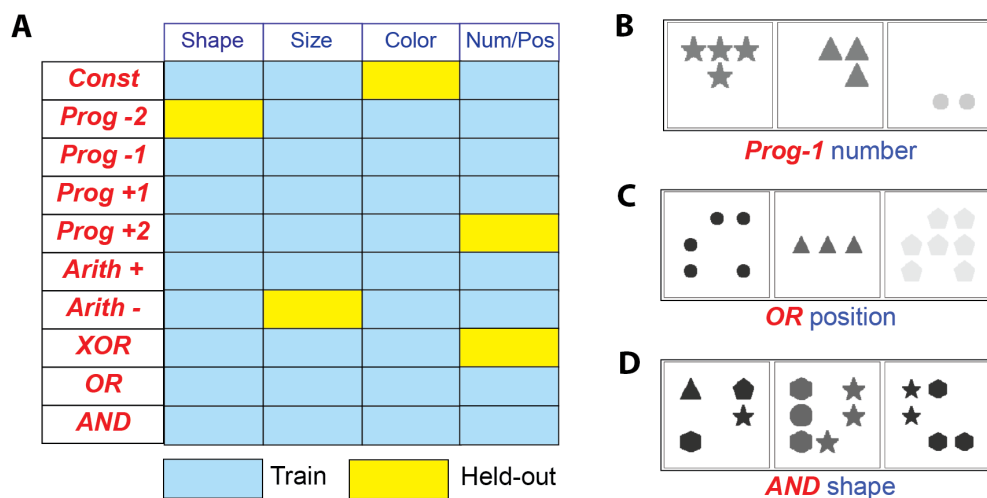 A
Shape Size Color Num/Pos
Const
Prog -2
Prog -1
Prog +1
Prog +2
Arith +
Arith -
XOR
OR
AND
Train Held-out
B
Prog-1 number
C
OR position
D
AND shape